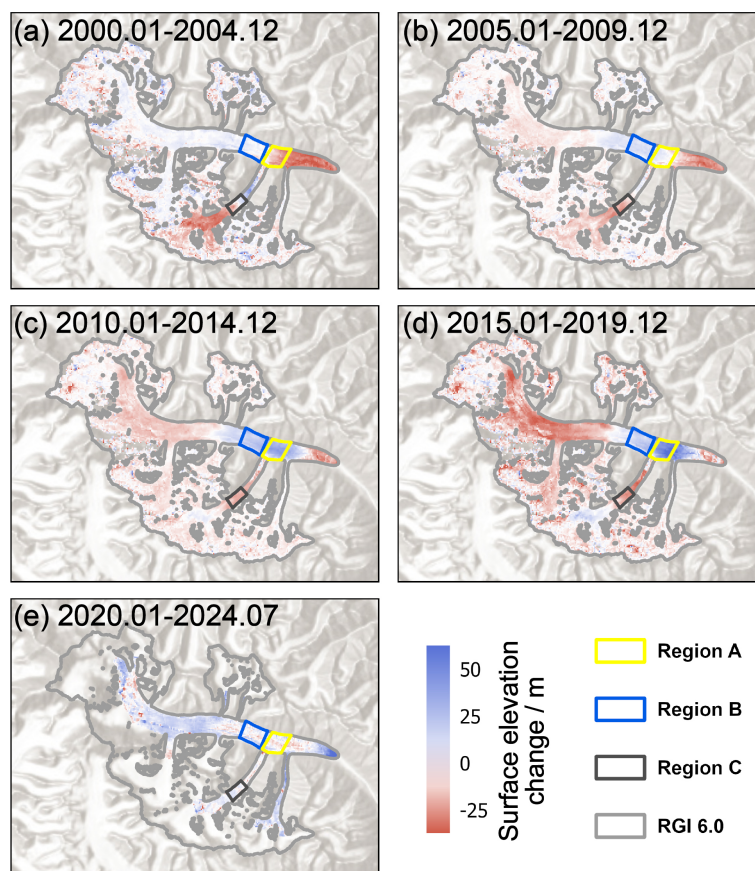 (a) 2000.01-2004.12
(b) 2005.01-2009.12
(c) 2010.01-2014.12
(d) 2015.01-2019.12
(e) 2020.01-2024.07
50
25
0
-25
Surface elevation
change / m
Region A
Region B
Region C
RGI 6.0